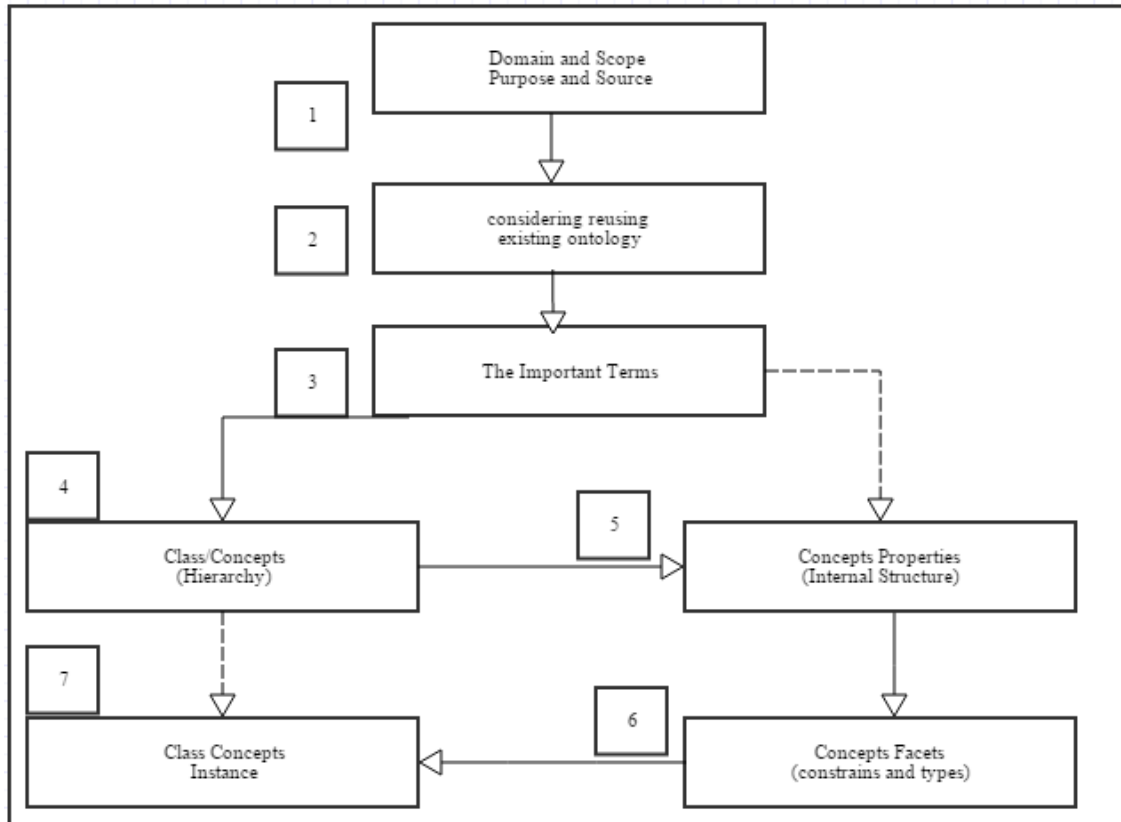 Domain and Scope
Purpose and Source
1
considering reusing
existing ontology
2
The Important Terms
3
4
Class/Concepts
(Hierarchy)
5
Concepts Properties
(Internal Structure)
7
Class Concepts
Instance
6
Concepts Facets
(constrains and types)